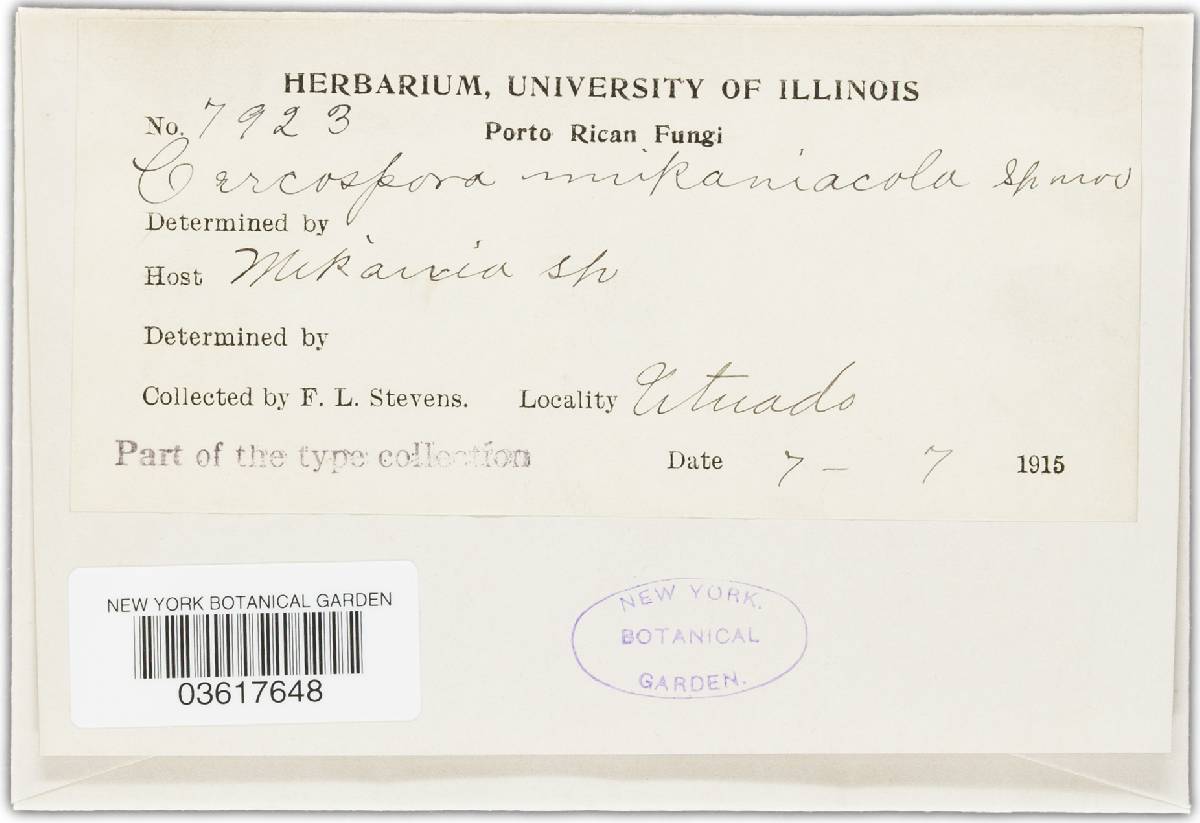 HERBARIUM, UNIVERSITY OF ILLINOIS
No. 7923 Porto Rican Fungi
Cercospora mikaniacola sp nov
Determined by
Host Mikania sp
Determined by
Collected by F. L. Stevens. Locality Utuado
Part of the type collection Date 7 - 7 1915
NEW YORK BOTANICAL GARDEN
03617648
NEW YORK.
BOTANICAL
GARDEN.